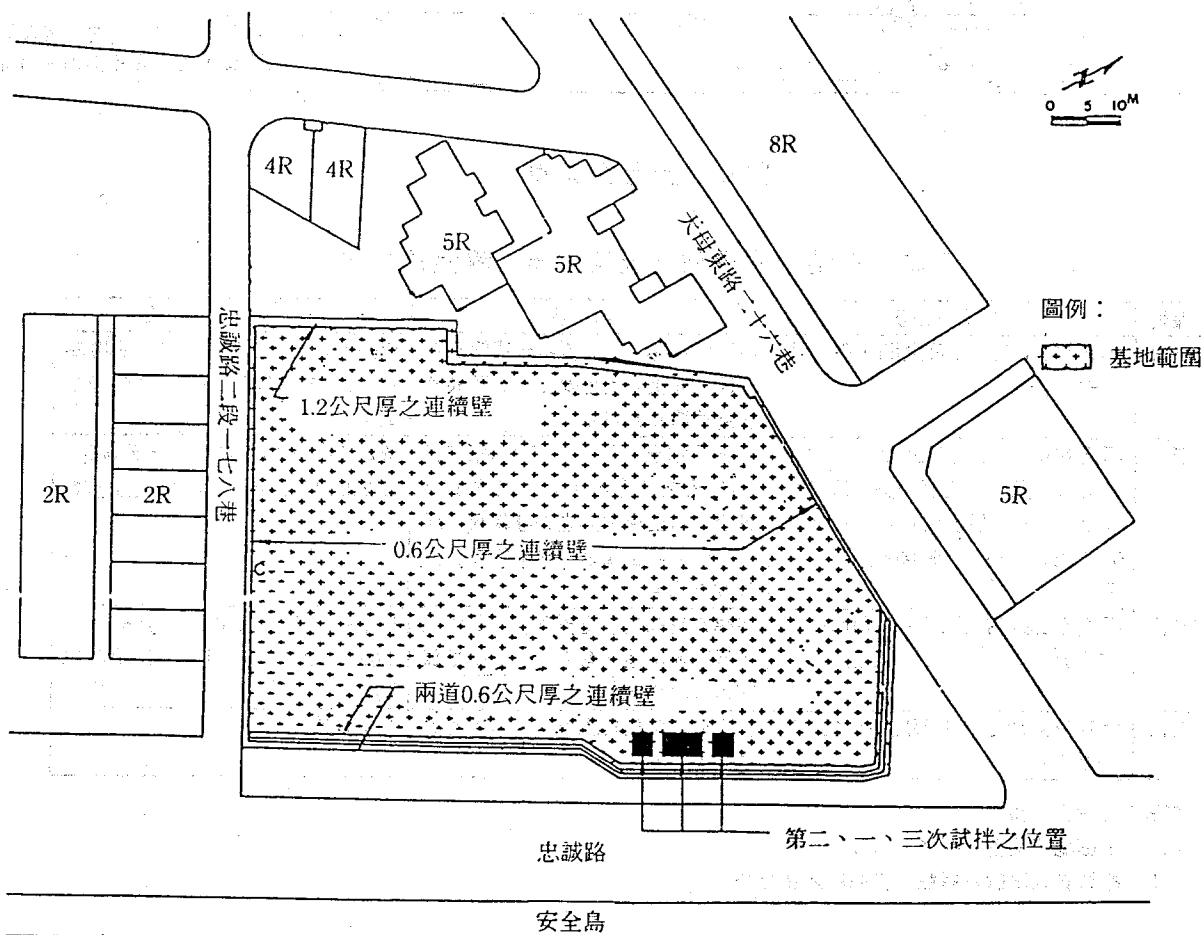 0 5 10M
8R
4R
4R
5R
5R
天母東路二十六巷
圖例：
基地範圍
忠誠路二段一七八巷
1.2公尺厚之連續壁
2R
2R
5R
0.6公尺厚之連續壁
兩道0.6公尺厚之連續壁
第二、一、三次試拌之位置
忠誠路
安全島